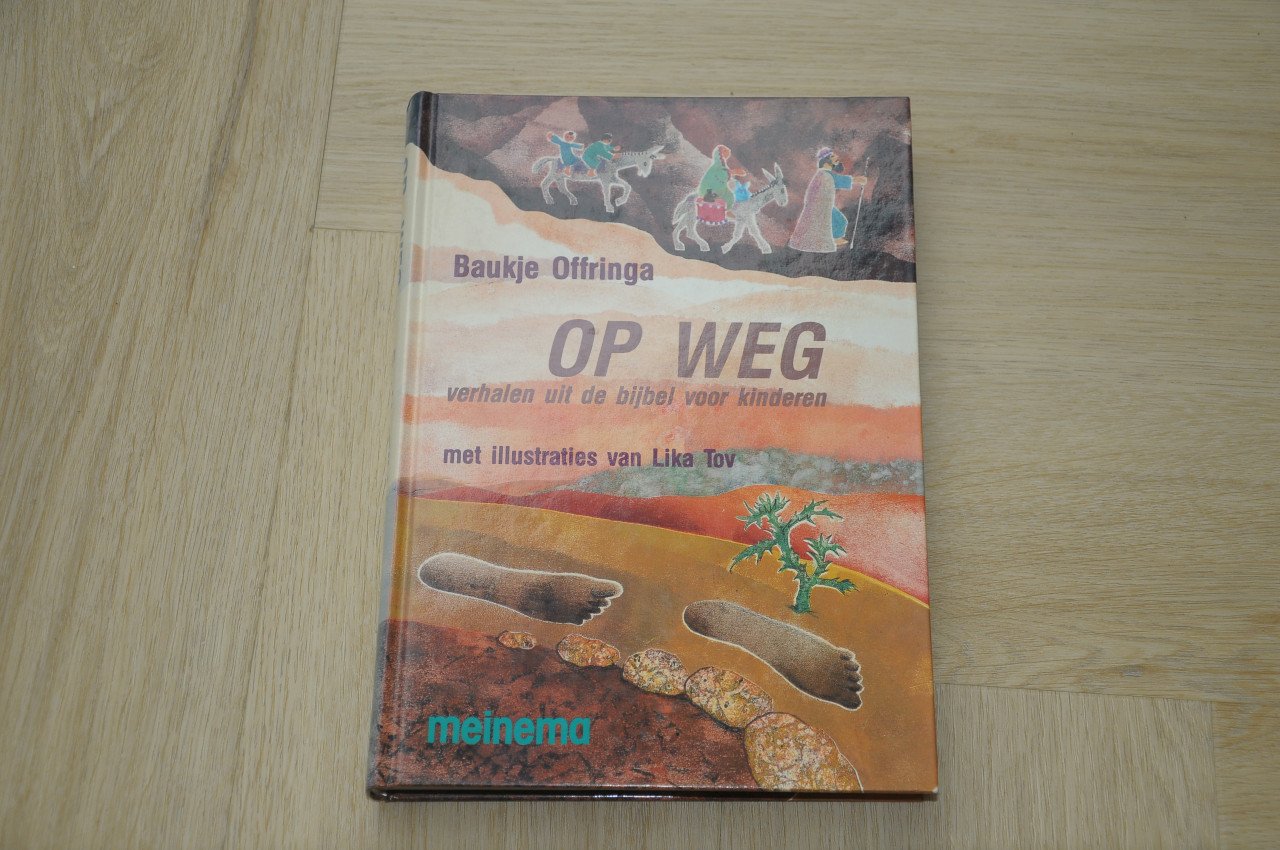 Baukje Offringa
OP WEG
verhalen uit de bijbel voor kinderen
met illustraties van Lika Tov
meinema